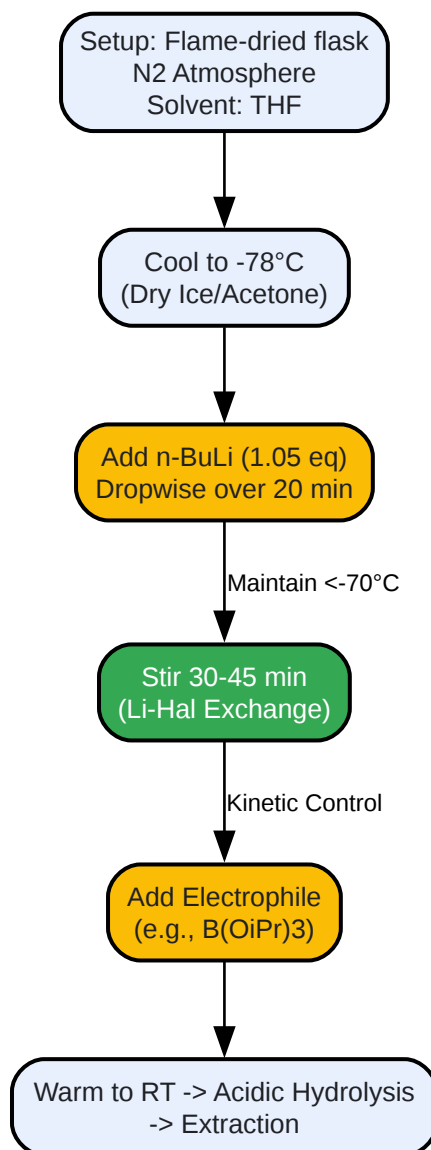 Setup: Flame-dried flask
N2 Atmosphere
Solvent: THF
Cool to -78°C
(Dry Ice/Acetone)
Add n-BuLi (1.05 eq)
Dropwise over 20 min
Maintain <-70°C
Stir 30-45 min
(Li-Hal Exchange)
Kinetic Control
Add Electrophile
(e.g., B(OiPr)3)
Warm to RT -> Acidic Hydrolysis
-> Extraction